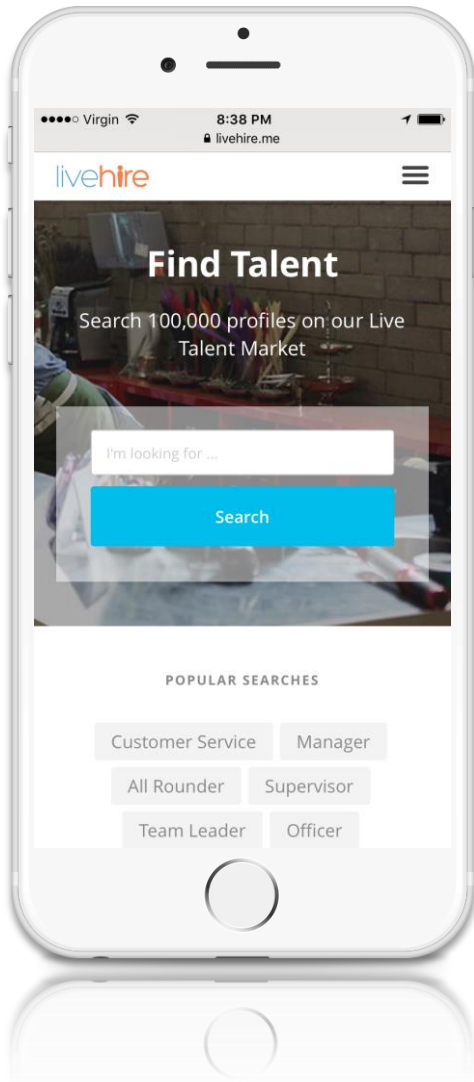 Virgin 8:38 PM
livehire.me
livehire
Find Talent
Search 100,000 profiles on our Live
Talent Market
I'm looking for ...
Search
POPULAR SEARCHES
Customer Service Manager
All Rounder Supervisor
Team Leader Officer